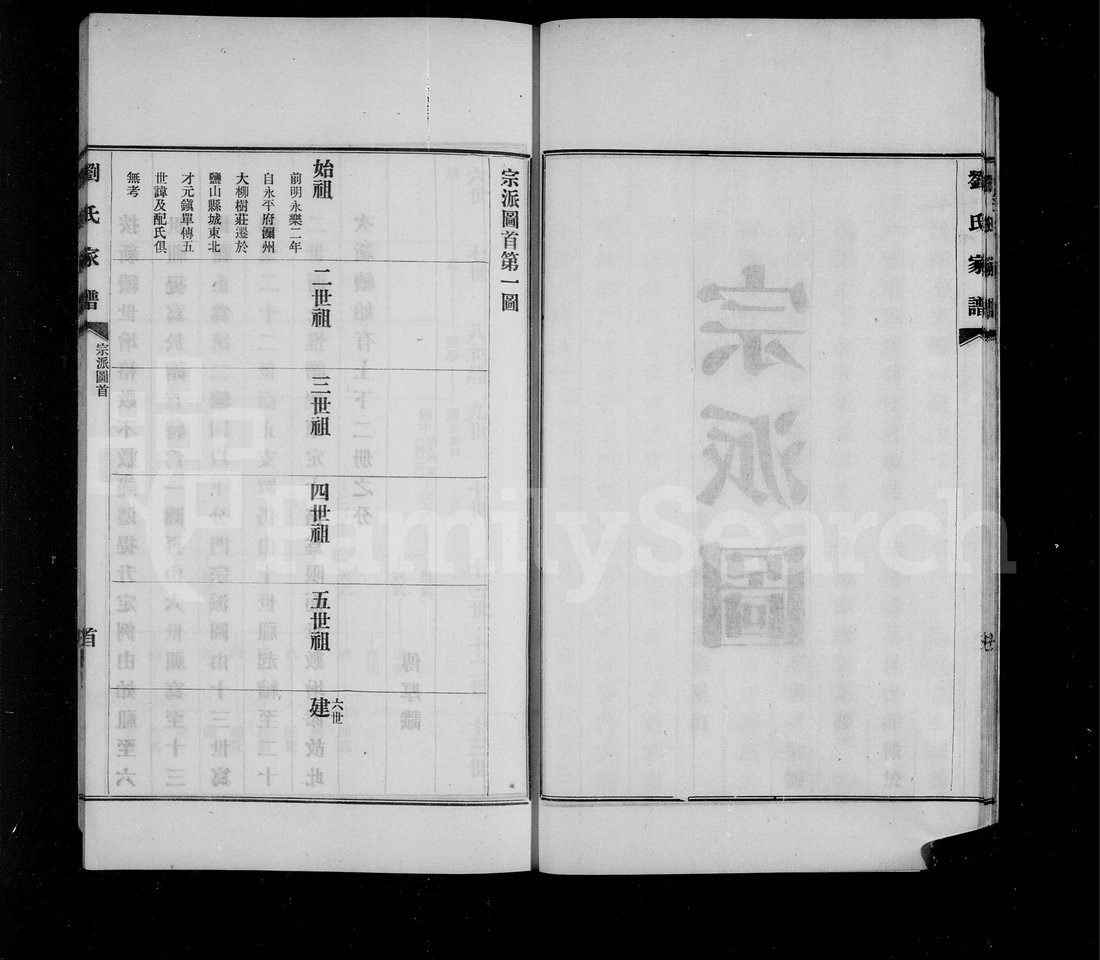 劉氏家譜
宗派圖首第一圖
始祖
前明永樂二年
自永平府灤州
大柳樹莊遷於
鹽山縣城東北
才元鎮單傳五
世諱及配氏俱
無考
二世祖
三世祖
四世祖
五世祖
六世
建
劉氏家譜
宗派圖首
首
FamilySearch